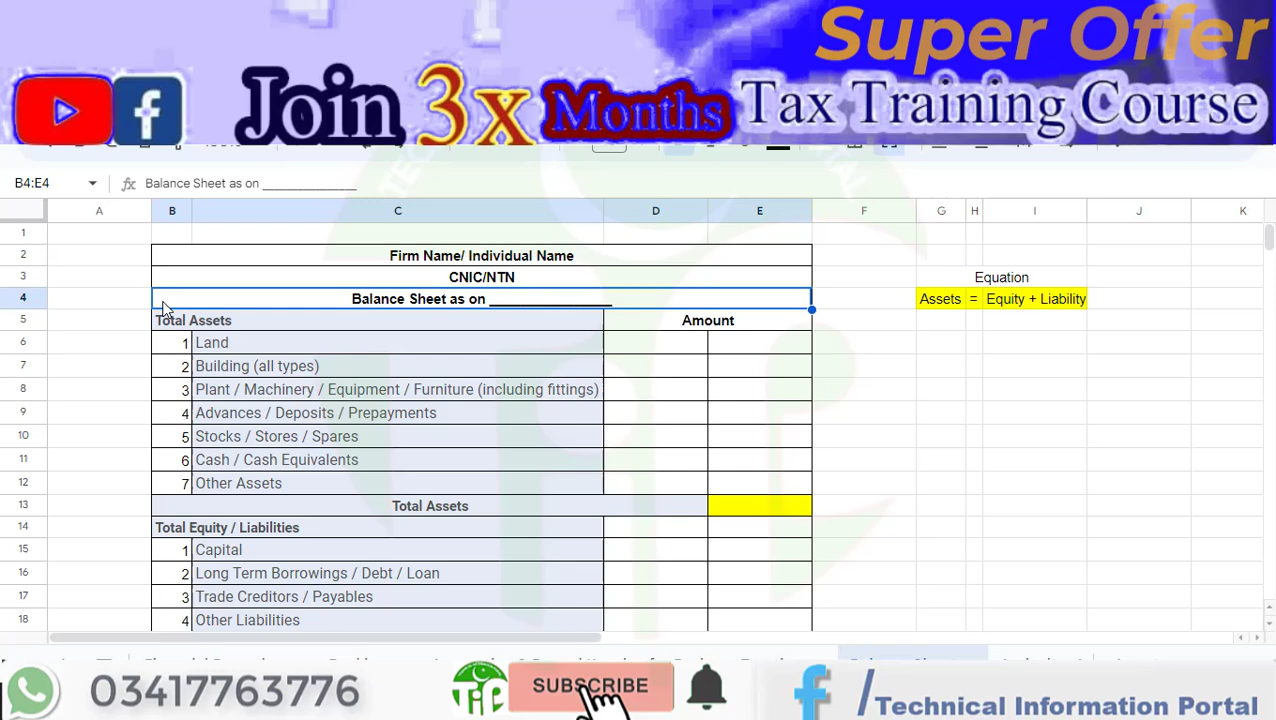 Super Offer
Join 3x Months Tax Training Course
B4:E4
fx Balance Sheet as on _______________
A B C D E F G H I J K
1
2 Firm Name/ Individual Name
3 CNIC/NTN Equation
4 Balance Sheet as on _______________ Assets = Equity + Liability
5 Total Assets Amount
6 1 Land
7 2 Building (all types)
8 3 Plant / Machinery / Equipment / Furniture (including fittings)
9 4 Advances / Deposits / Prepayments
10 5 Stocks / Stores / Spares
11 6 Cash / Cash Equivalents
12 7 Other Assets
13 Total Assets
14 Total Equity / Liabilities
15 1 Capital
16 2 Long Term Borrowings / Debt / Loan
17 3 Trade Creditors / Payables
18 4 Other Liabilities
03417763776
TIP
SUBSCRIBE
f /Technical Information Portal